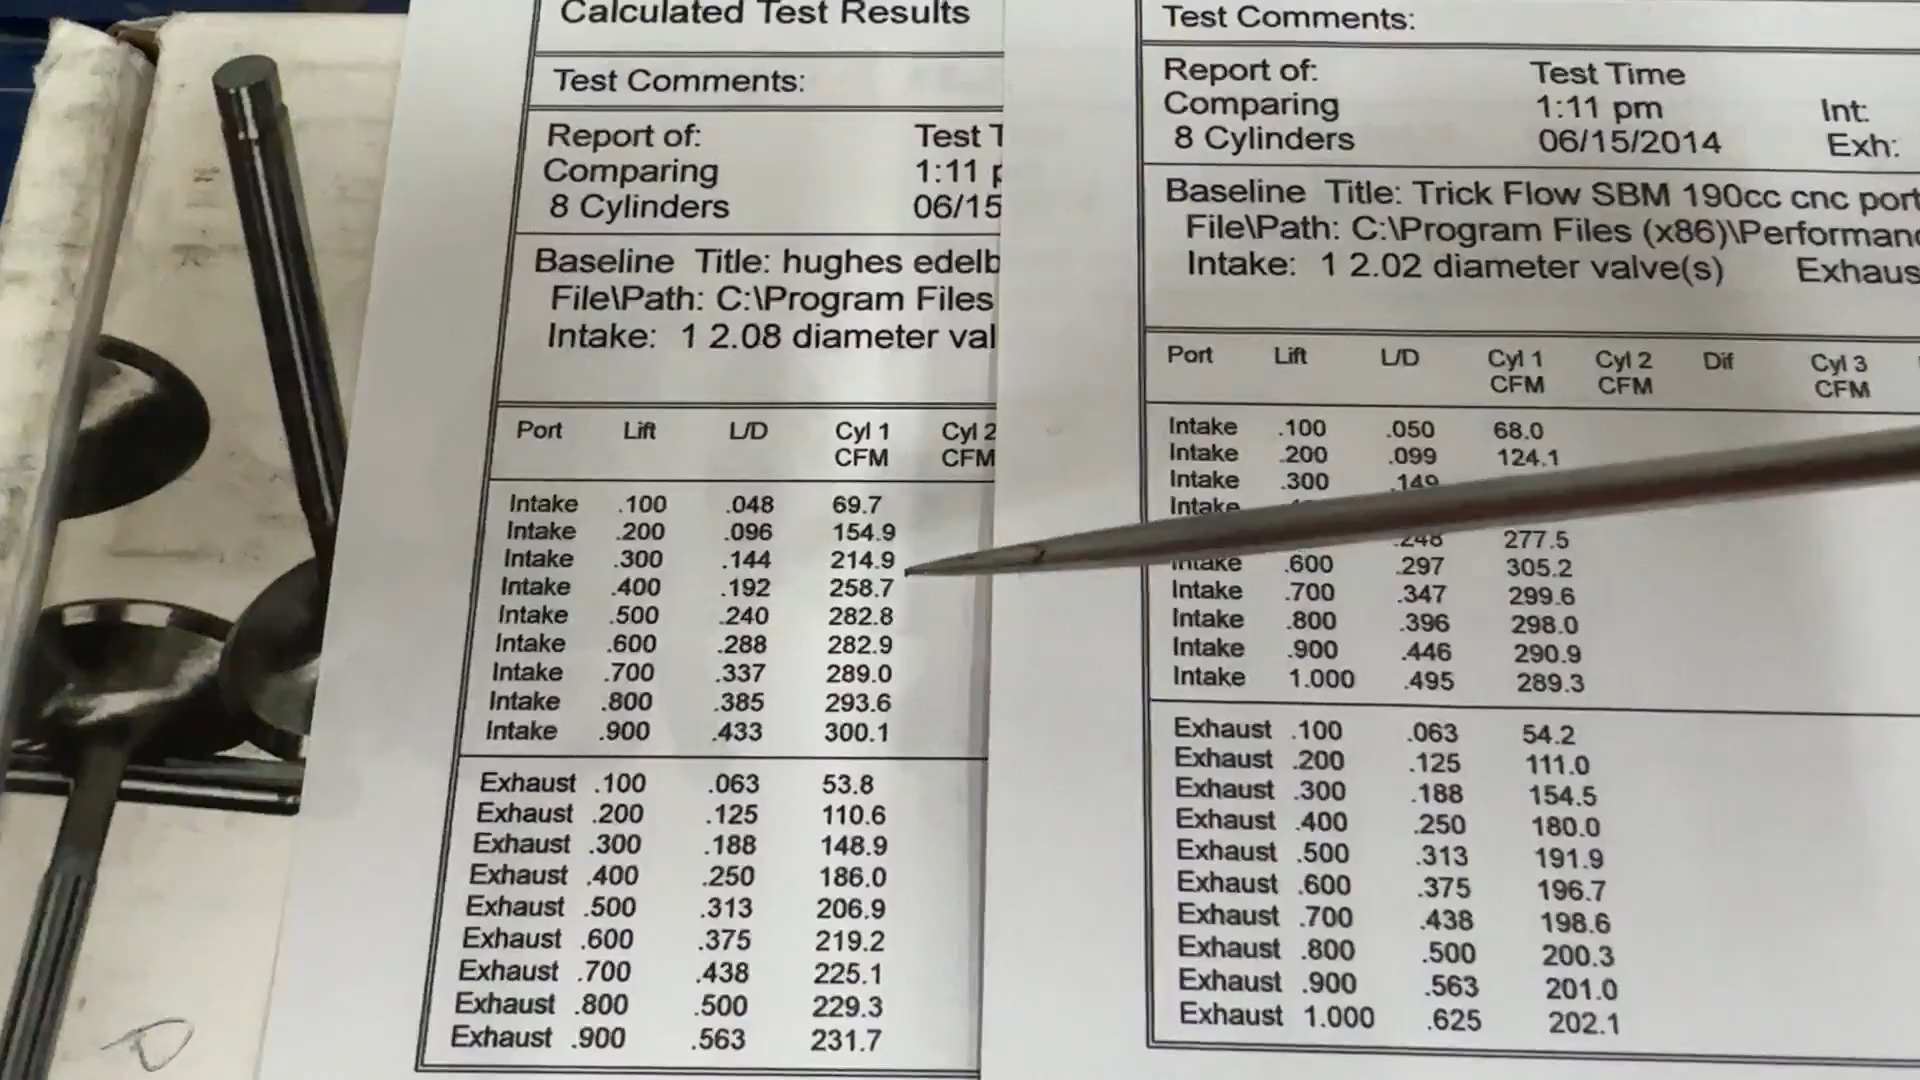 Calculated Test Results
Test Comments:
Report of: Test
Comparing 1:11
8 Cylinders 06/15
Baseline Title: hughes edelb
File\Path: C:\Program Files
Intake: 1 2.08 diameter val
Port Lift L/D Cyl 1 Cyl 2
CFM CFM
Intake .100 .048 69.7
Intake .200 .096 154.9
Intake .300 .144 214.9
Intake .400 .192 258.7
Intake .500 .240 282.8
Intake .600 .288 282.9
Intake .700 .337 289.0
Intake .800 .385 293.6
Intake .900 .433 300.1
Exhaust .100 .063 53.8
Exhaust .200 .125 110.6
Exhaust .300 .188 148.9
Exhaust .400 .250 186.0
Exhaust .500 .313 206.9
Exhaust .600 .375 219.2
Exhaust .700 .438 225.1
Exhaust .800 .500 229.3
Exhaust .900 .563 231.7
Test Comments:
Report of: Test Time
Comparing 1:11 pm Int:
8 Cylinders 06/15/2014 Exh:
Baseline Title: Trick Flow SBM 190cc cnc port
File\Path: C:\Program Files (x86)\Performanc
Intake: 1 2.02 diameter valve(s) Exhaus
Port Lift L/D Cyl 1 Cyl 2 Dif Cyl 3
CFM CFM CFM
Intake .100 .050 68.0
Intake .200 .099 124.1
Intake .300 .149
Intake
.248 277.5
Intake .600 .297 305.2
Intake .700 .347 299.6
Intake .800 .396 298.0
Intake .900 .446 290.9
Intake 1.000 .495 289.3
Exhaust .100 .063 54.2
Exhaust .200 .125 111.0
Exhaust .300 .188 154.5
Exhaust .400 .250 180.0
Exhaust .500 .313 191.9
Exhaust .600 .375 196.7
Exhaust .700 .438 198.6
Exhaust .800 .500 200.3
Exhaust .900 .563 201.0
Exhaust 1.000 .625 202.1